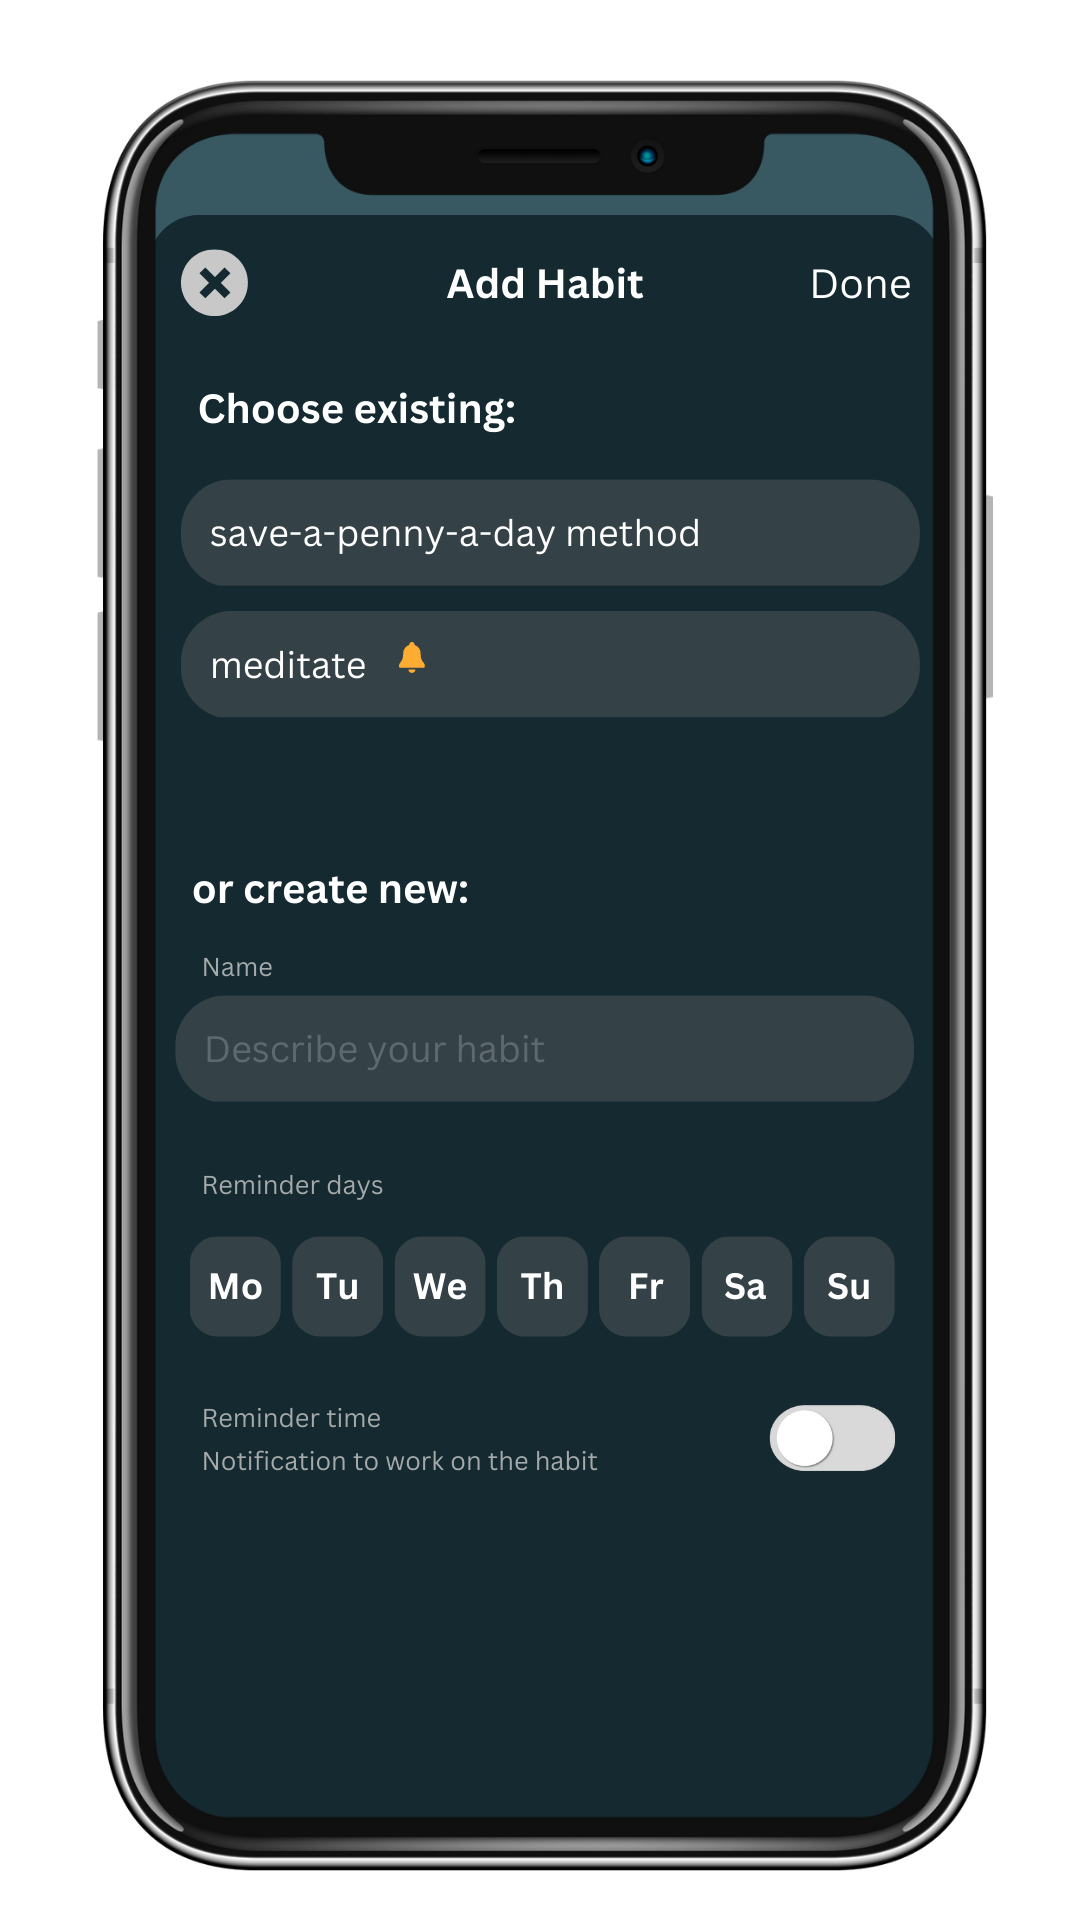 Add Habit
Done
Choose existing:
save-a-penny-a-day method
meditate
or create new:
Name
Describe your habit
Reminder days
Mo Tu We Th Fr Sa Su
Reminder time
Notification to work on the habit